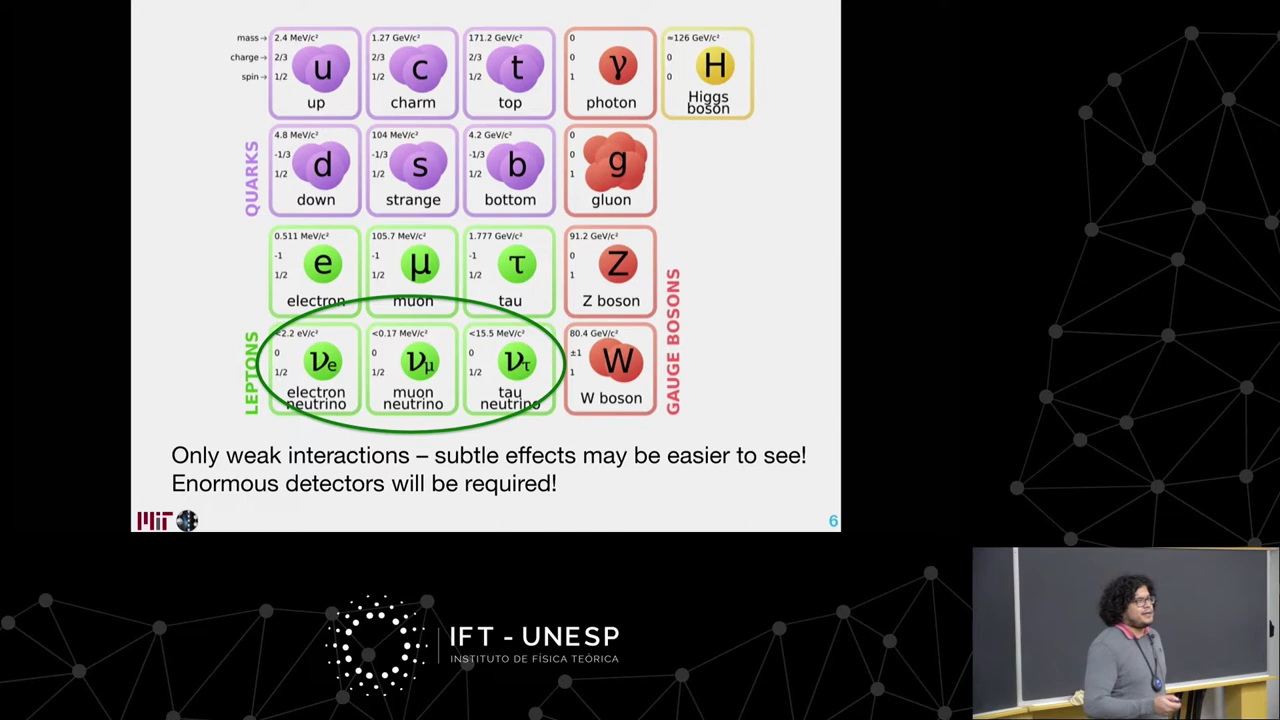 mass→
charge→
spin→
2.4 MeV/c²
2/3
1/2
u
up
1.27 GeV/c²
2/3
1/2
c
charm
171.2 GeV/c²
2/3
1/2
t
top
0
0
1
γ
photon
≈126 GeV/c²
0
0
H
Higgs
boson
QUARKS
4.8 MeV/c²
-1/3
1/2
d
down
104 MeV/c²
-1/3
1/2
s
strange
4.2 GeV/c²
-1/3
1/2
b
bottom
0
0
1
g
gluon
LEPTONS
0.511 MeV/c²
-1
1/2
e
electron
105.7 MeV/c²
-1
1/2
μ
muon
1.777 GeV/c²
-1
1/2
τ
tau
91.2 GeV/c²
0
1
Z
Z boson
GAUGE BOSONS
<2.2 eV/c²
0
1/2
νe
electron
neutrino
<0.17 MeV/c²
0
1/2
νμ
muon
neutrino
<15.5 MeV/c²
0
1/2
ντ
tau
neutrino
80.4 GeV/c²
±1
1
W
W boson
Only weak interactions – subtle effects may be easier to see!
Enormous detectors will be required!
MIT
6
IFT - UNESP
INSTITUTO DE FÍSICA TEÓRICA